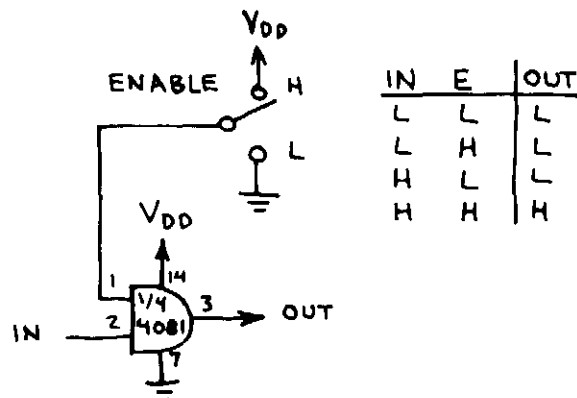 VDD
ENABLE H
L
VDD
14
1
1/4
4081
3
OUT
IN
2
7
IN E OUT
L L L
L H L
H L L
H H H